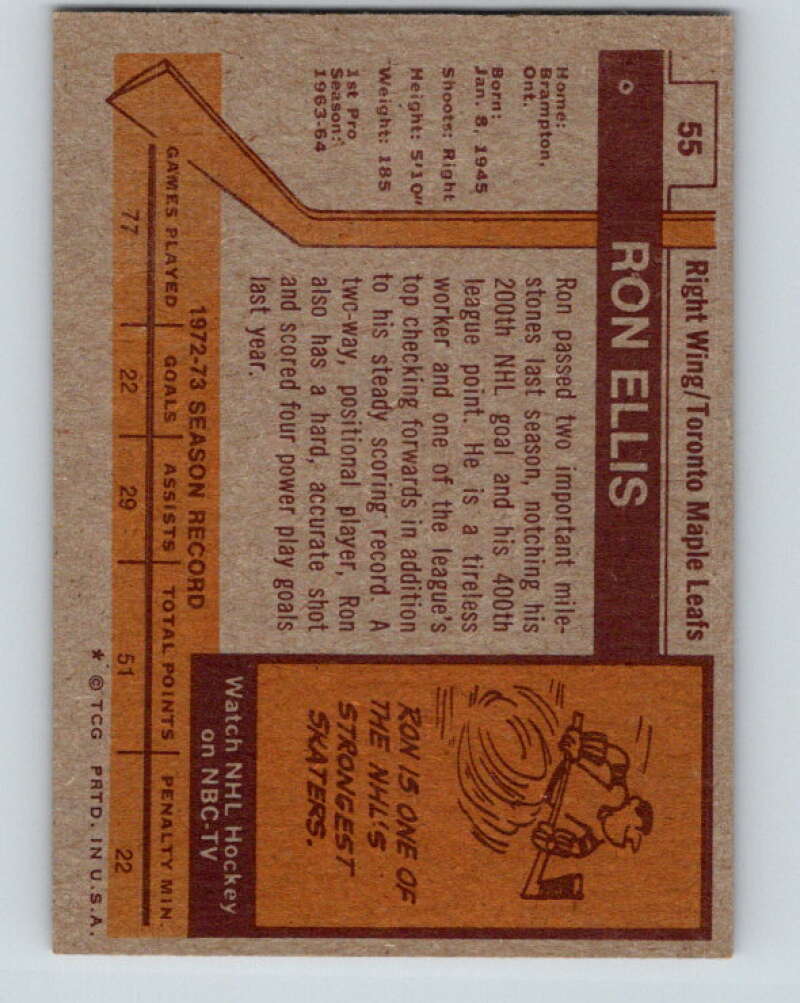 55
Right Wing/Toronto Maple Leafs
RON ELLIS
Home:
Brampton,
Ont.
Born:
Jan. 8, 1945
Shoots: Right
Height: 5'10"
Weight: 185
1st Pro
Season:
1963-64
Ron passed two important mile-
stones last season, notching his
200th NHL goal and his 400th
league point. He is a tireless
worker and one of the league's
top checking forwards in addition
to his steady scoring record. A
two-way, positional player, Ron
also has a hard, accurate shot
and scored four power play goals
last year.
RON IS ONE OF
THE NHL'S
STRONGEST
SKATERS.
Watch NHL Hockey
on NBC-TV
1972-73 SEASON RECORD
GAMES PLAYED GOALS ASSISTS TOTAL POINTS PENALTY MIN.
77 22 29 51 22
* © TCG PRTD. IN U.S.A.